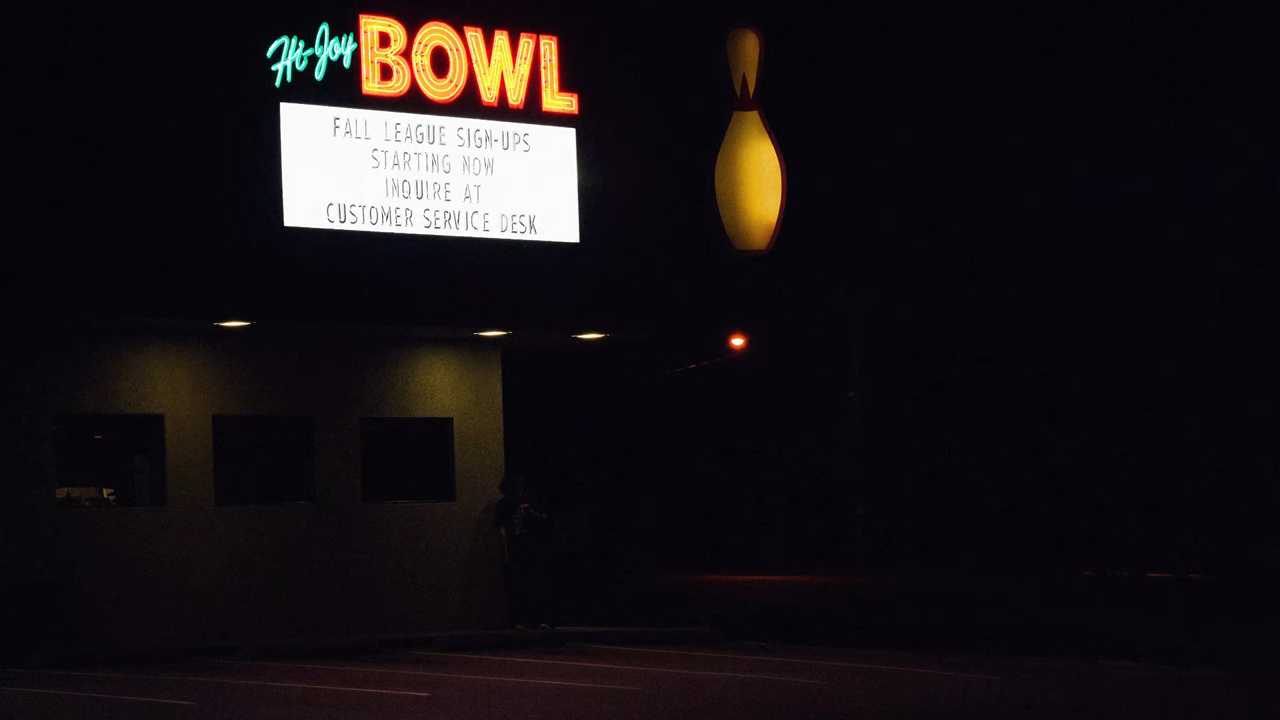 Hi-Joy BOWL
FALL LEAGUE SIGN-UPS
STARTING NOW
INQUIRE AT
CUSTOMER SERVICE DESK